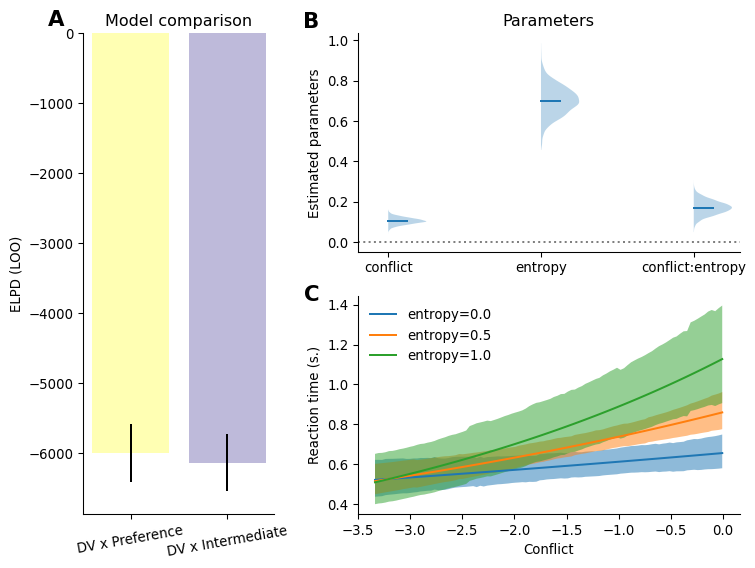 A
Model comparison
ELPD (LOO)
0
−1000
−2000
−3000
−4000
−5000
−6000
DV x Preference
DV x Intermediate
B
Parameters
Estimated parameters
1.0
0.8
0.6
0.4
0.2
0.0
conflict
entropy
conflict:entropy
C
Reaction time (s.)
1.4
1.2
1.0
0.8
0.6
0.4
entropy=0.0
entropy=0.5
entropy=1.0
−3.5
−3.0
−2.5
−2.0
−1.5
−1.0
−0.5
0.0
Conflict